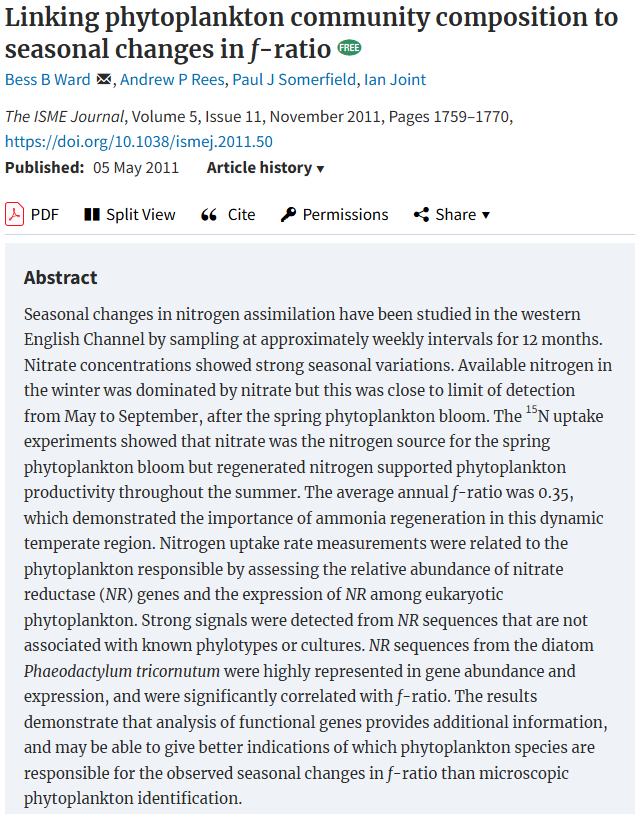 Linking phytoplankton community composition to
seasonal changes in f-ratio FREE
Bess B Ward, Andrew P Rees, Paul J Somerfield, Ian Joint
The ISME Journal, Volume 5, Issue 11, November 2011, Pages 1759–1770,
https://doi.org/10.1038/ismej.2011.50
Published: 05 May 2011 Article history ▾
PDF Split View Cite Permissions Share ▾
Abstract
Seasonal changes in nitrogen assimilation have been studied in the western
English Channel by sampling at approximately weekly intervals for 12 months.
Nitrate concentrations showed strong seasonal variations. Available nitrogen in
the winter was dominated by nitrate but this was close to limit of detection
from May to September, after the spring phytoplankton bloom. The 15N uptake
experiments showed that nitrate was the nitrogen source for the spring
phytoplankton bloom but regenerated nitrogen supported phytoplankton
productivity throughout the summer. The average annual f-ratio was 0.35,
which demonstrated the importance of ammonia regeneration in this dynamic
temperate region. Nitrogen uptake rate measurements were related to the
phytoplankton responsible by assessing the relative abundance of nitrate
reductase (NR) genes and the expression of NR among eukaryotic
phytoplankton. Strong signals were detected from NR sequences that are not
associated with known phylotypes or cultures. NR sequences from the diatom
Phaeodactylum tricornutum were highly represented in gene abundance and
expression, and were significantly correlated with f-ratio. The results
demonstrate that analysis of functional genes provides additional information,
and may be able to give better indications of which phytoplankton species are
responsible for the observed seasonal changes in f-ratio than microscopic
phytoplankton identification.